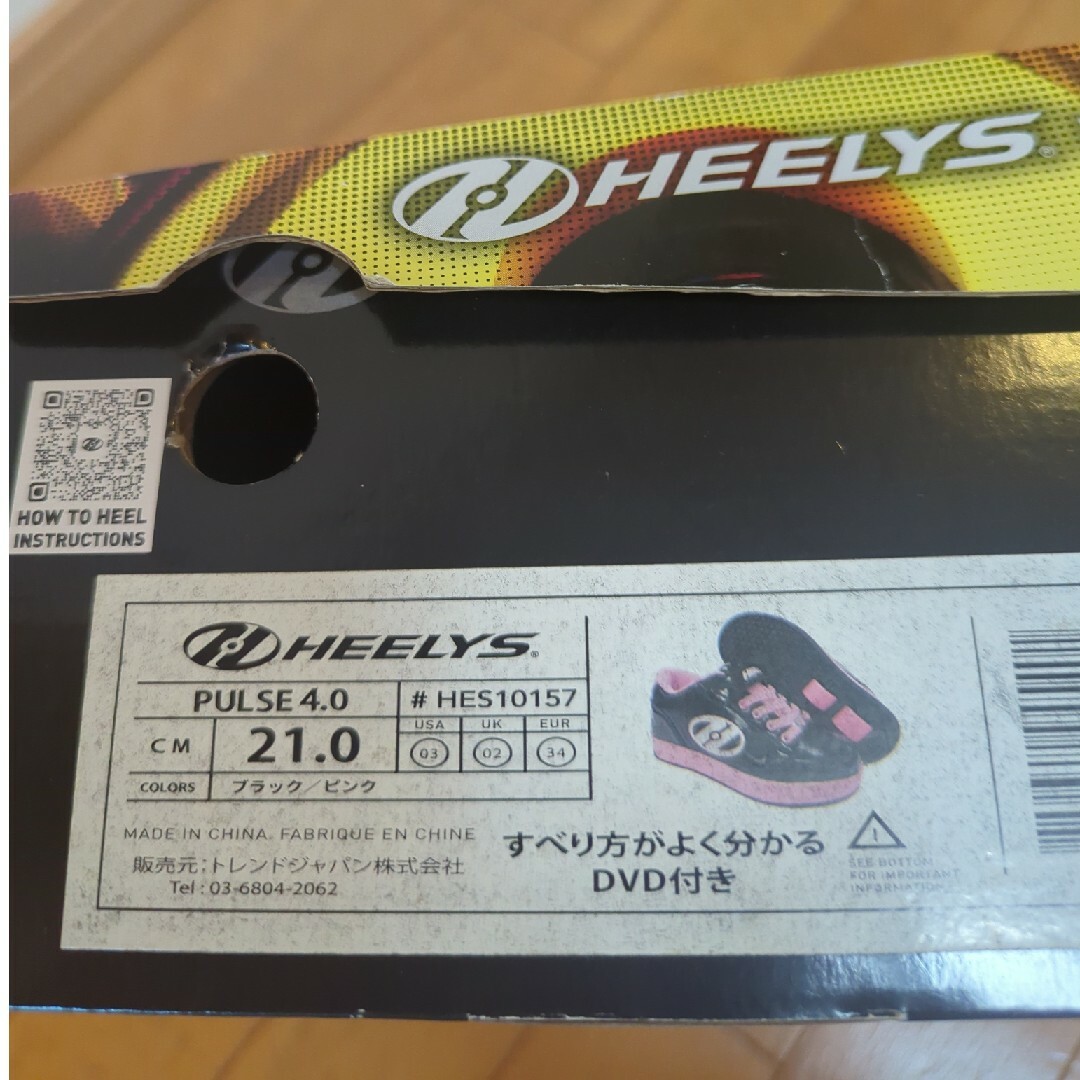 HEELYS®
HOW TO HEEL
INSTRUCTIONS
HEELYS®
PULSE 4.0
# HES10157
CM
21.0
USA
03
UK
02
EUR
34
COLORS
ブラック／ピンク
MADE IN CHINA. FABRIQUE EN CHINE
販売元:トレンドジャパン株式会社
Tel : 03-6804-2062
すべり方がよく分かる
DVD付き
SEE BOTTOM
FOR IMPORTANT
INFORMATION